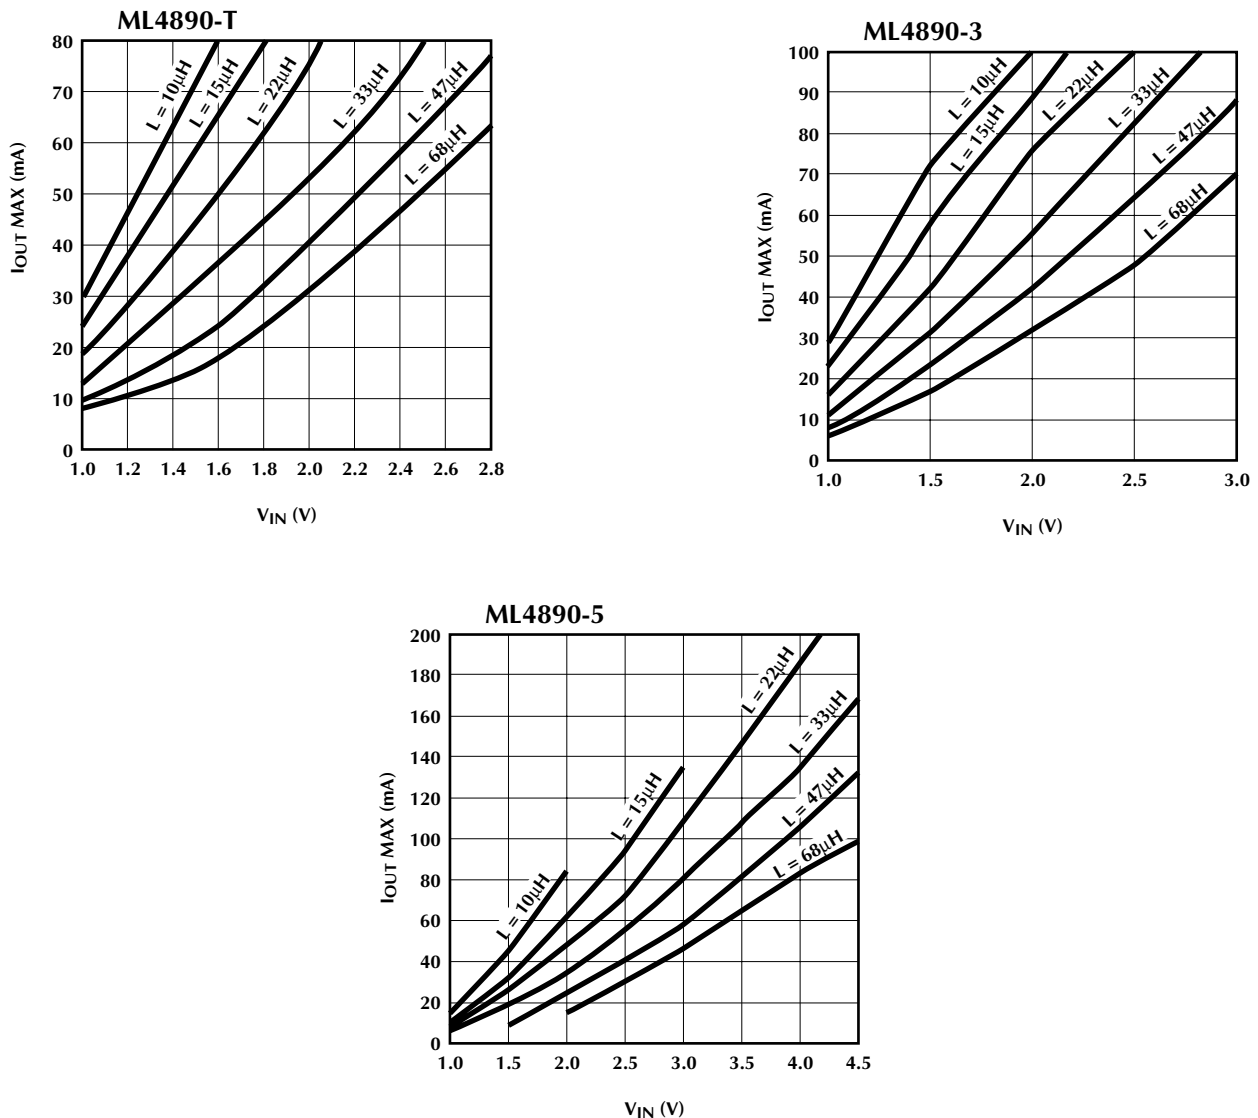 ML4890-T
80
70
60
50
40
30
20
10
0
IOUT MAX (mA)
L = 10µH
L = 15µH
L = 22µH
L = 33µH
L = 47µH
L = 68µH
1.0 1.2 1.4 1.6 1.8 2.0 2.2 2.4 2.6 2.8
VIN (V)
ML4890-3
100
90
80
70
60
50
40
30
20
10
0
IOUT MAX (mA)
L = 10µH
L = 15µH
L = 22µH
L = 33µH
L = 47µH
L = 68µH
1.0 1.5 2.0 2.5 3.0
VIN (V)
ML4890-5
200
180
160
140
120
100
80
60
40
20
0
IOUT MAX (mA)
L = 10µH
L = 15µH
L = 22µH
L = 33µH
L = 47µH
L = 68µH
1.0 1.5 2.0 2.5 3.0 3.5 4.0 4.5
VIN (V)